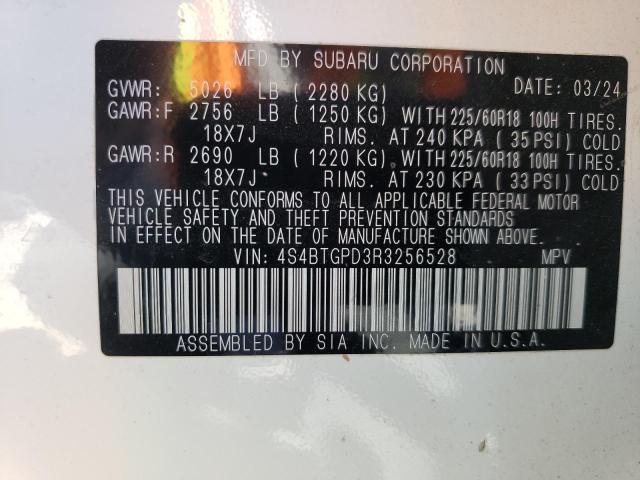 MFD BY SUBARU CORPORATION
GVWR: 5026 LB (2280 KG) DATE: 03/24
GAWR:F 2756 LB (1250 KG) WITH 225/60R18 100H TIRES.
18X7J RIMS. AT 240 KPA (35 PSI) COLD
GAWR:R 2690 LB (1220 KG) WITH 225/60R18 100H TIRES.
18X7J RIMS. AT 230 KPA (33 PSI) COLD
THIS VEHICLE CONFORMS TO ALL APPLICABLE FEDERAL MOTOR
VEHICLE SAFETY AND THEFT PREVENTION STANDARDS
IN EFFECT ON THE DATE OF MANUFACTURE SHOWN ABOVE.
VIN: 4S4BTGPD3R3256528 MPV
ASSEMBLED BY SIA INC. MADE IN U.S.A.